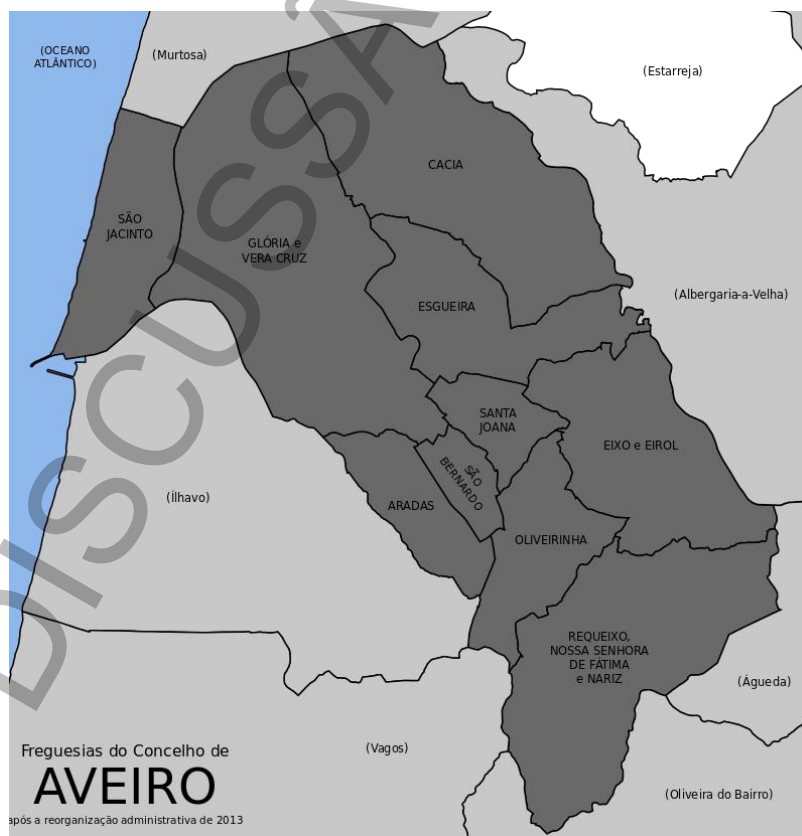 (OCEANO
ATLÂNTICO)
(Murtosa)
(Estarreja)
CACIA
SÃO
JACINTO
GLÓRIA e
VERA CRUZ
(Albergaria-a-Velha)
ESGUEIRA
SANTA
JOANA
EIXO e EIROL
SÃO
BERNARDO
(Ílhavo)
ARADAS
OLIVEIRINHA
REQUEIXO,
NOSSA SENHORA
DE FÁTIMA
e NARIZ
(Águeda)
(Vagos)
(Oliveira do Bairro)
Freguesias do Concelho de
AVEIRO
após a reorganização administrativa de 2013
DISCUSSÃ